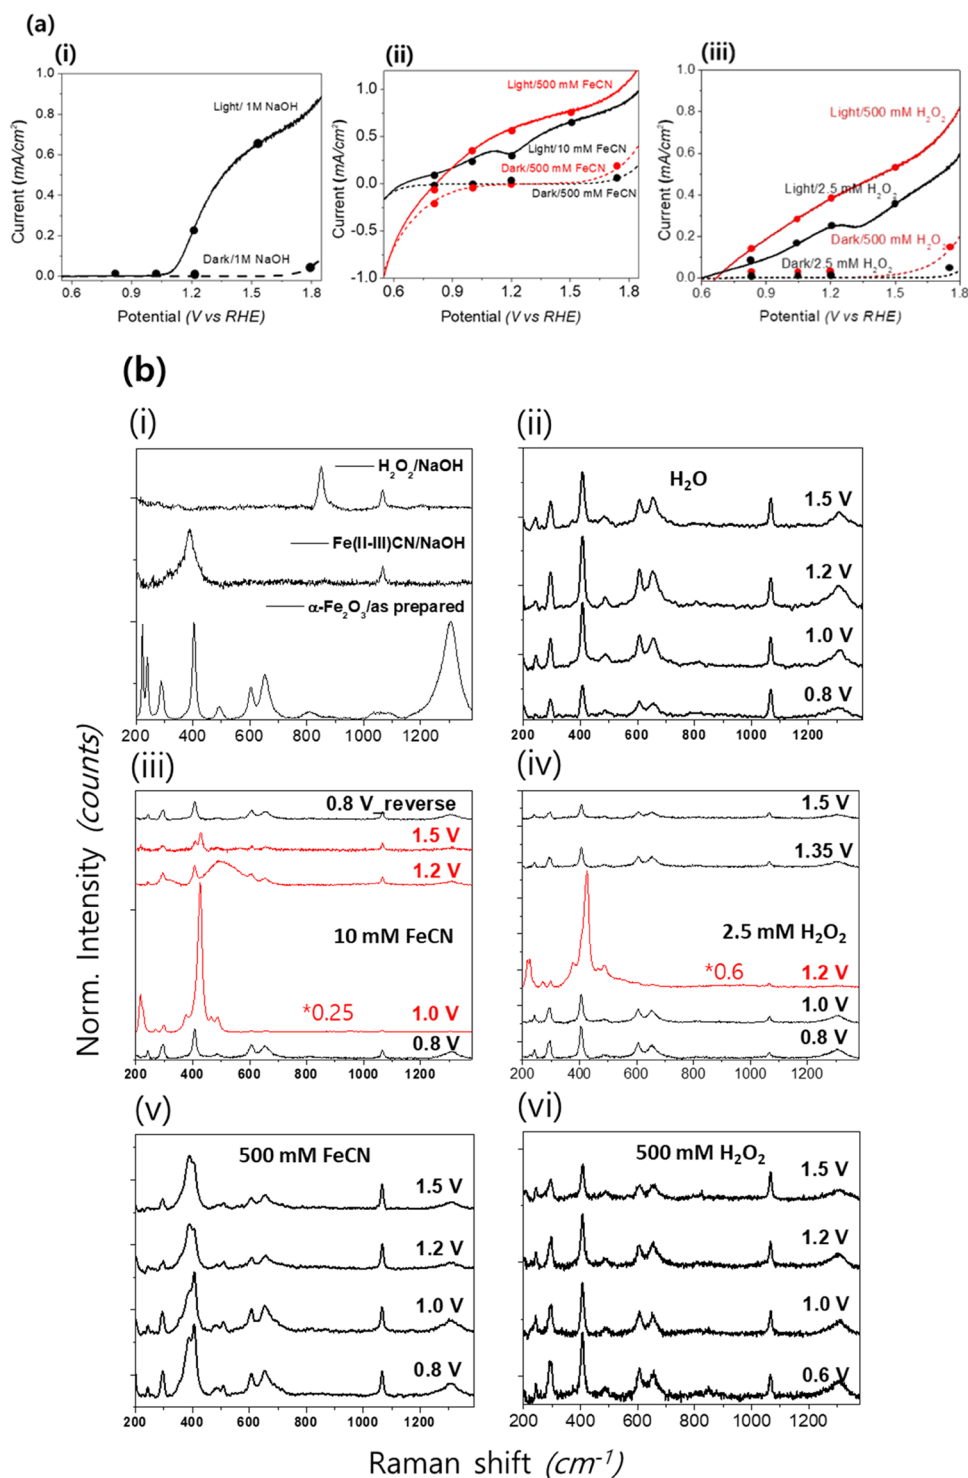 (a)
(i)
(ii)
(iii)
1.0
0.8
0.6
0.4
0.2
0.0
Light/ 1M NaOH
Dark/1M NaOH
0.6 0.9 1.2 1.5 1.8
Potential (V vs RHE)
Current (mA/cm²)
1.0
0.5
0.0
-0.5
-1.0
Light/500 mM FeCN
Light/10 mM FeCN
Dark/500 mM FeCN
Dark/500 mM FeCN
0.6 0.9 1.2 1.5 1.8
Potential (V vs RHE)
Current (mA/cm²)
1.0
0.8
0.6
0.4
0.2
0.0
Light/500 mM H₂O₂
Light/2.5 mM H₂O₂
Dark/500 mM H₂O₂
Dark/2.5 mM H₂O₂
0.6 0.9 1.2 1.5 1.8
Potential (V vs RHE)
Current (mA/cm²)
(b)
(i)
H₂O₂/NaOH
Fe(II-III)CN/NaOH
α-Fe₂O₃/as prepared
200 400 600 800 1000 1200
(ii)
H₂O
1.5 V
1.2 V
1.0 V
0.8 V
200 400 600 800 1000 1200
(iii)
0.8 V_reverse
1.5 V
1.2 V
10 mM FeCN
*0.25
1.0 V
0.8 V
200 400 600 800 1000 1200
(iv)
1.5 V
1.35 V
2.5 mM H₂O₂
*0.6
1.2 V
1.0 V
0.8 V
200 400 600 800 1000 1200
(v)
500 mM FeCN
1.5 V
1.2 V
1.0 V
0.8 V
200 400 600 800 1000 1200
(vi)
500 mM H₂O₂
1.5 V
1.2 V
1.0 V
0.6 V
200 400 600 800 1000 1200
Norm. Intensity (counts)
Raman shift (cm⁻¹)